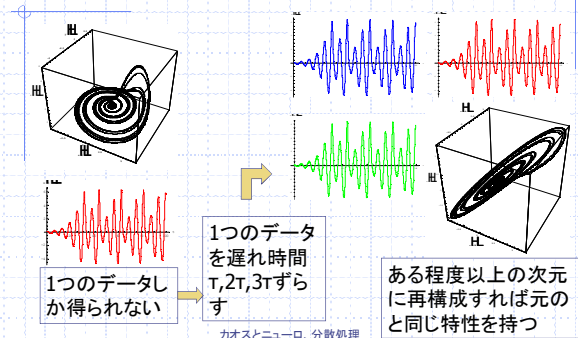 1つのデータし
か得られない
1つのデータ
を遅れ時間
τ,2τ,3τずら
す
ある程度以上の次元
に再構成すれば元の
と同じ特性を持つ
カオスとニューロ，分散処理